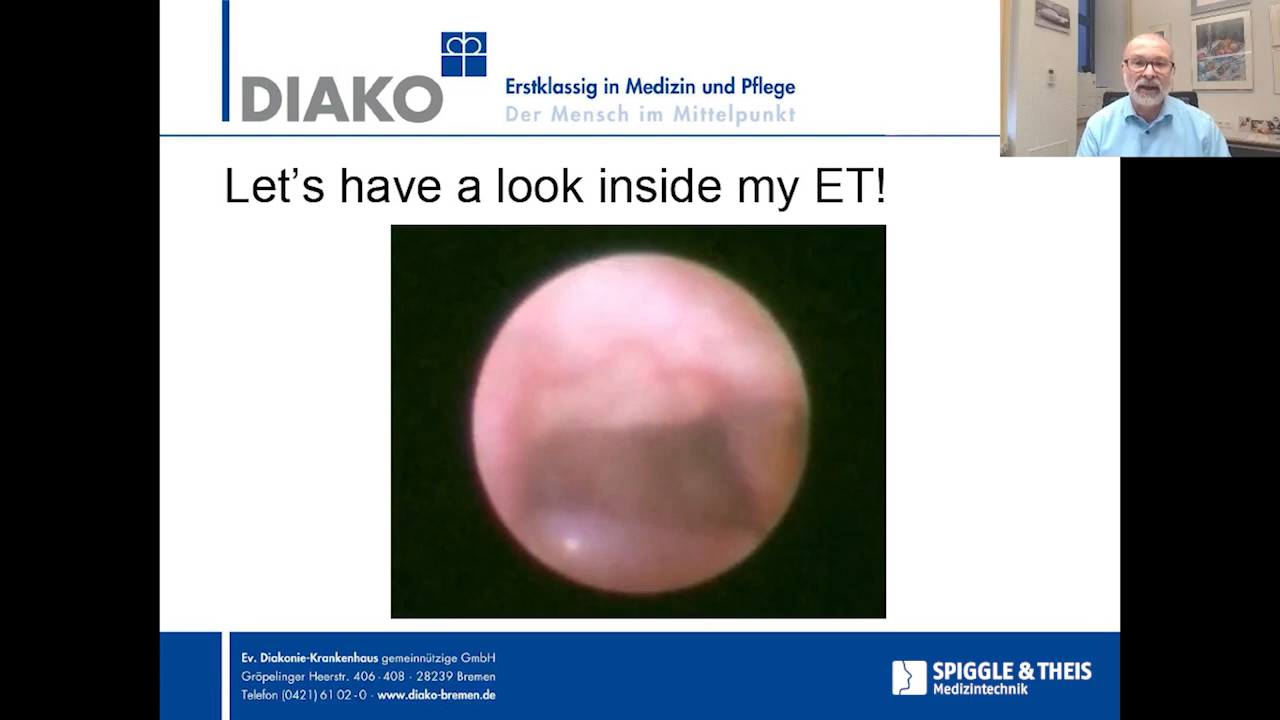 DIAKO
Erstklassig in Medizin und Pflege
Der Mensch im Mittelpunkt
Let's have a look inside my ET!
Ev. Diakonie-Krankenhaus gemeinnützige GmbH
Gröpelinger Heerstr. 406 - 408 · 28239 Bremen
Telefon (0421) 61 02 - 0 · www.diako-bremen.de
SPIGGLE & THEIS
Medizintechnik